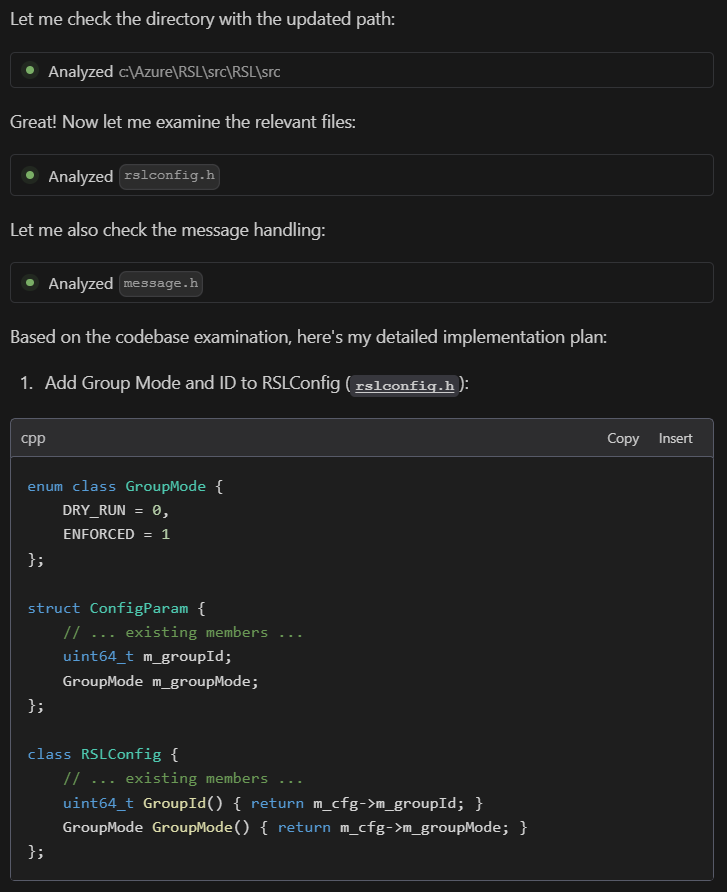 Let me check the directory with the updated path:
Analyzed c:\Azure\RSL\src\RSL\src
Great! Now let me examine the relevant files:
Analyzed rslconfig.h
Let me also check the message handling:
Analyzed message.h
Based on the codebase examination, here's my detailed implementation plan:
1. Add Group Mode and ID to RSLConfig (rslconfig.h):
cpp Copy Insert
enum class GroupMode {
    DRY_RUN = 0,
    ENFORCED = 1
};
struct ConfigParam {
    // ... existing members ...
    uint64_t m_groupId;
    GroupMode m_groupMode;
};
class RSLConfig {
    // ... existing members ...
    uint64_t GroupId() { return m_cfg->m_groupId; }
    GroupMode GroupMode() { return m_cfg->m_groupMode; }
};